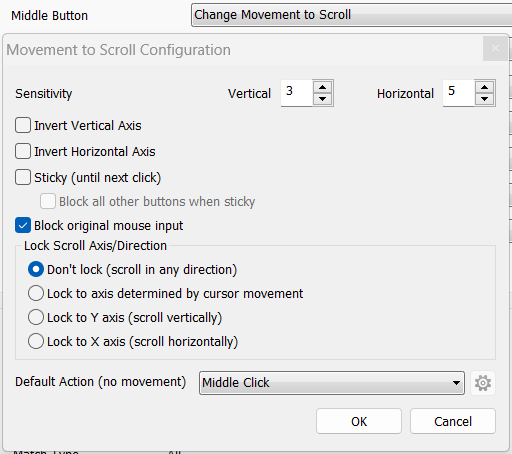 Middle Button Change Movement to Scroll
Movement to Scroll Configuration
Sensitivity Vertical 3 Horizontal 5
Invert Vertical Axis
Invert Horizontal Axis
Sticky (until next click)
Block all other buttons when sticky
Block original mouse input
Lock Scroll Axis/Direction
Don't lock (scroll in any direction)
Lock to axis determined by cursor movement
Lock to Y axis (scroll vertically)
Lock to X axis (scroll horizontally)
Default Action (no movement) Middle Click
OK Cancel
Match Type All